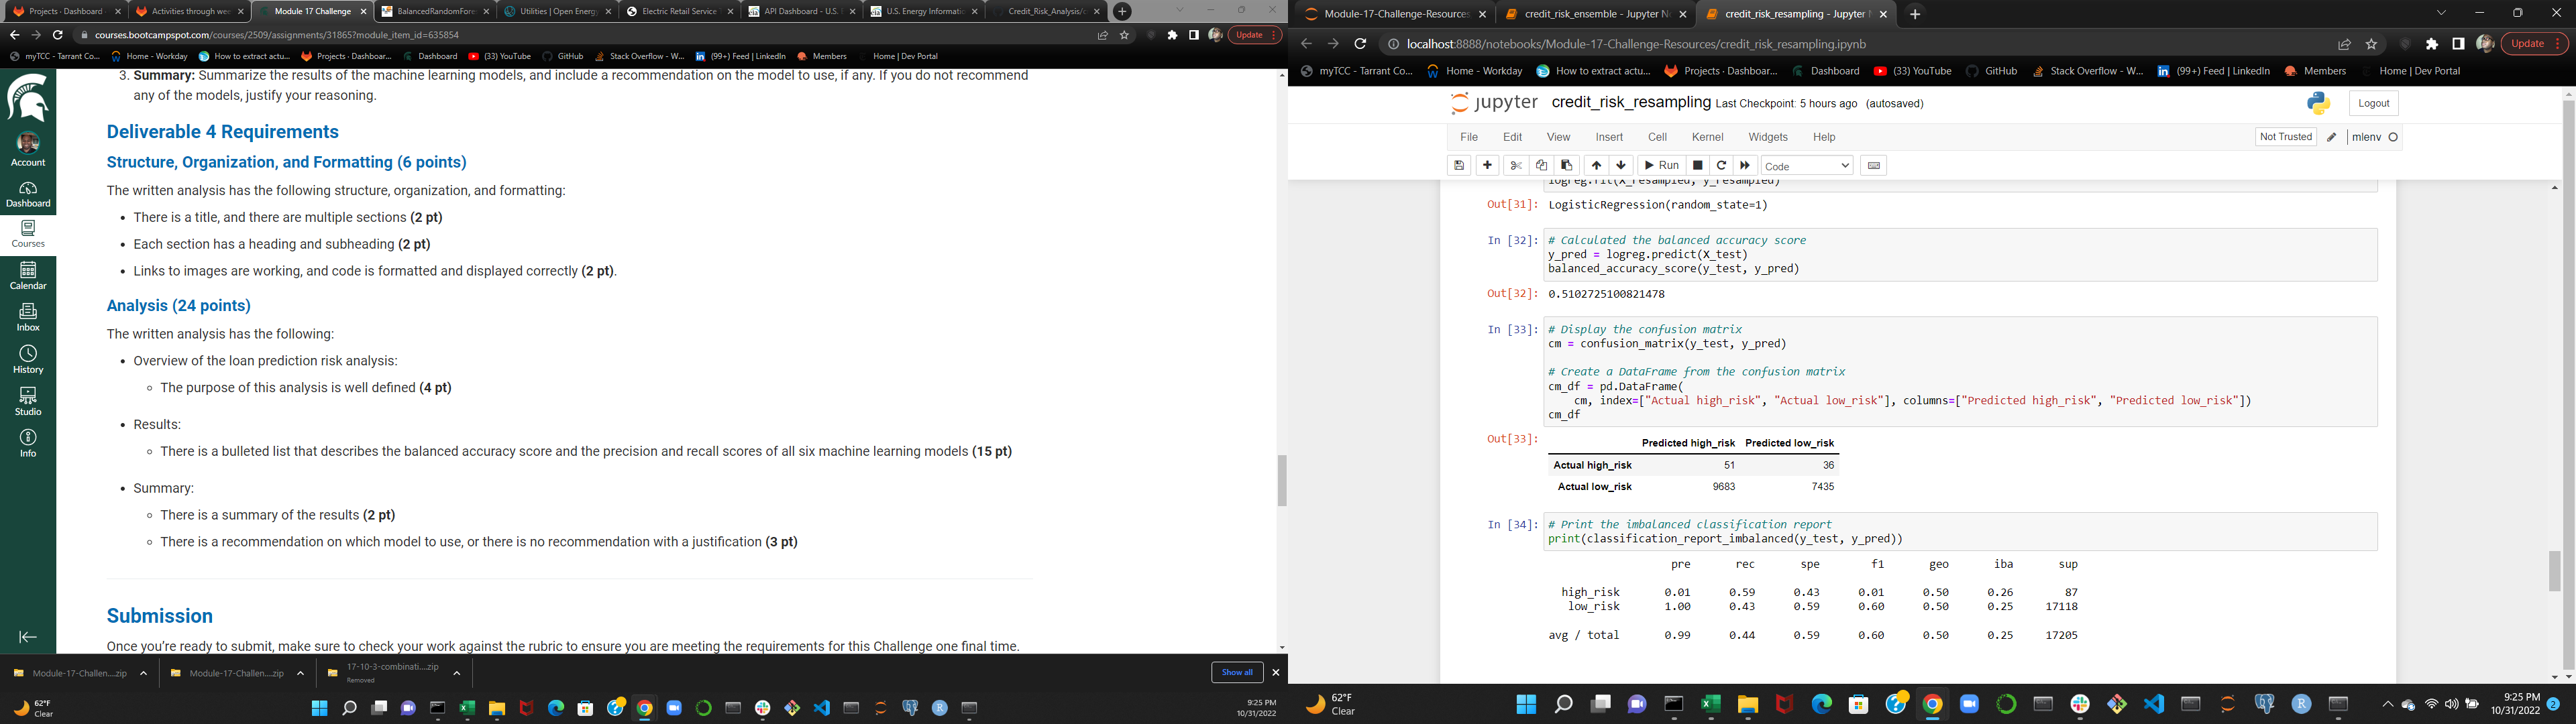 Projects · Dashboard
Activities through wee
Module 17 Challenge
BalancedRandomFore
Utilities | Open Energ
Electric Retail Service
API Dashboard - U.S.
U.S. Energy Informatic
Credit_Risk_Analysis/c
courses.bootcampspot.com/courses/2509/assignments/31865?module_item_id=635854
Update
myTCC - Tarrant Co...
Home - Workday
How to extract actu...
Projects · Dashboar...
Dashboard
(33) YouTube
GitHub
Stack Overflow - W...
(99+) Feed | LinkedIn
Members
Home | Dev Portal
Account
Dashboard
Courses
Calendar
Inbox
History
Studio
Info
3. Summary: Summarize the results of the machine learning models, and include a recommendation on the model to use, if any. If you do not recommend
any of the models, justify your reasoning.
Deliverable 4 Requirements
Structure, Organization, and Formatting (6 points)
The written analysis has the following structure, organization, and formatting:
• There is a title, and there are multiple sections (2 pt)
• Each section has a heading and subheading (2 pt)
• Links to images are working, and code is formatted and displayed correctly (2 pt).
Analysis (24 points)
The written analysis has the following:
• Overview of the loan prediction risk analysis:
◦ The purpose of this analysis is well defined (4 pt)
• Results:
◦ There is a bulleted list that describes the balanced accuracy score and the precision and recall scores of all six machine learning models (15 pt)
• Summary:
◦ There is a summary of the results (2 pt)
◦ There is a recommendation on which model to use, or there is no recommendation with a justification (3 pt)
Submission
Once you're ready to submit, make sure to check your work against the rubric to ensure you are meeting the requirements for this Challenge one final time.
Module-17-Challen....zip
Module-17-Challen....zip
17-10-3-combinati....zip
Removed
Show all
62°F
Clear
9:25 PM
10/31/2022
Module-17-Challenge-Resources
credit_risk_ensemble - Jupyter No
credit_risk_resampling - Jupyter N
localhost:8888/notebooks/Module-17-Challenge-Resources/credit_risk_resampling.ipynb
Update
myTCC - Tarrant Co...
Home - Workday
How to extract actu...
Projects · Dashboar...
Dashboard
(33) YouTube
GitHub
Stack Overflow - W...
(99+) Feed | LinkedIn
Members
Home | Dev Portal
jupyter credit_risk_resampling Last Checkpoint: 5 hours ago (autosaved)
Logout
File Edit View Insert Cell Kernel Widgets Help
Not Trusted
mlenv
Run
Code
logreg.fit(X_resampled, y_resampled)
Out[31]: LogisticRegression(random_state=1)
In [32]: # Calculated the balanced accuracy score
y_pred = logreg.predict(X_test)
balanced_accuracy_score(y_test, y_pred)
Out[32]: 0.5102725100821478
In [33]: # Display the confusion matrix
cm = confusion_matrix(y_test, y_pred)
# Create a DataFrame from the confusion matrix
cm_df = pd.DataFrame(
cm, index=["Actual high_risk", "Actual low_risk"], columns=["Predicted high_risk", "Predicted low_risk"])
cm_df
Out[33]:
Predicted high_risk Predicted low_risk
Actual high_risk 51 36
Actual low_risk 9683 7435
In [34]: # Print the imbalanced classification report
print(classification_report_imbalanced(y_test, y_pred))
pre rec spe f1 geo iba sup
high_risk 0.01 0.59 0.43 0.01 0.50 0.26 87
low_risk 1.00 0.43 0.59 0.60 0.50 0.25 17118
avg / total 0.99 0.44 0.59 0.60 0.50 0.25 17205
62°F
Clear
9:25 PM
10/31/2022
2